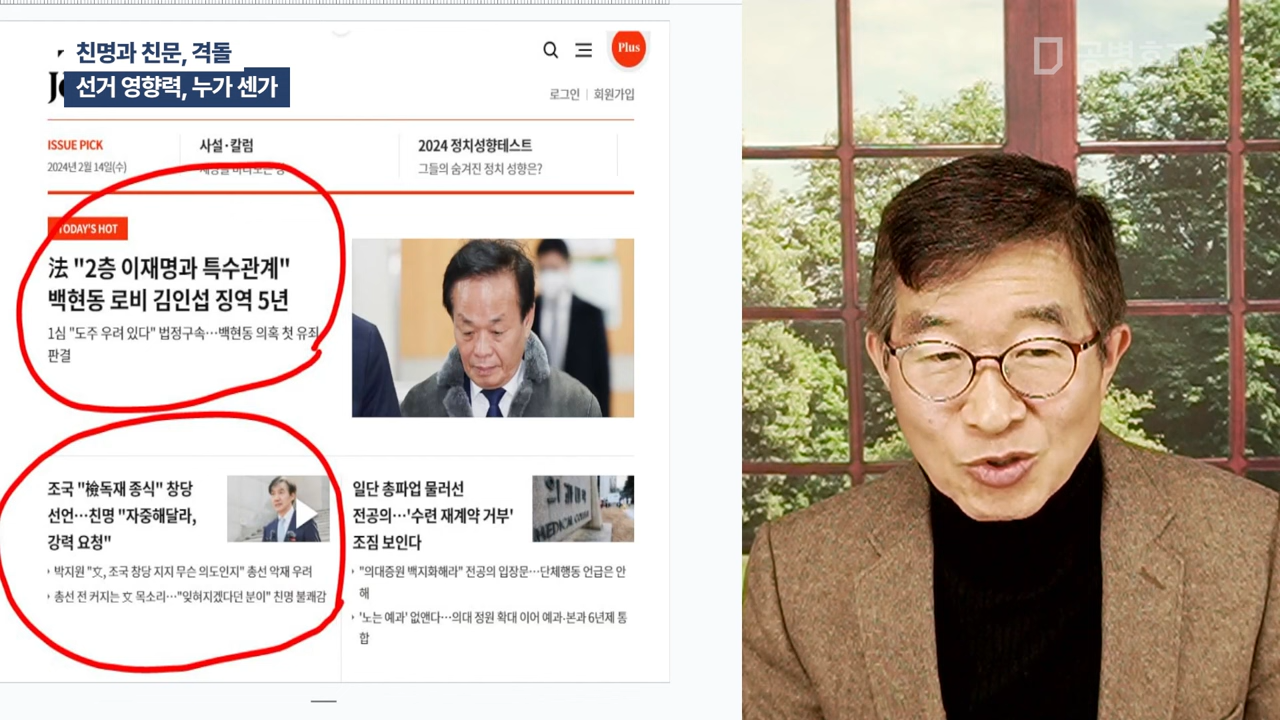 친명과 친문, 격돌
선거 영향력, 누가 센가
Plus
로그인 | 회원가입
ISSUE PICK
2024년 2월 14일(수)
사설·칼럼
2024 정치성향테스트
그들의 숨겨진 정치 성향은?
TODAY'S HOT
法 "2층 이재명과 특수관계"
백현동 로비 김인섭 징역 5년
1심 "도주 우려 있다" 법정구속…백현동 의혹 첫 유죄
판결
조국 "檢독재 종식" 창당
선언…친명 "자중해달라,
강력 요청"
박지원 "文, 조국 창당 지지 무슨 의도인지" 총선 악재 우려
총선 전 커지는 文 목소리…"잊혀지겠다던 분이" 친명 불쾌감
일단 총파업 물러선
전공의…'수련 재계약 거부'
조짐 보인다
"의대증원 백지화해라" 전공의 입장문…단체행동 언급은 안
해
'노는 예과' 없앤다…의대 정원 확대 이어 예과·본과 6년제 통
합